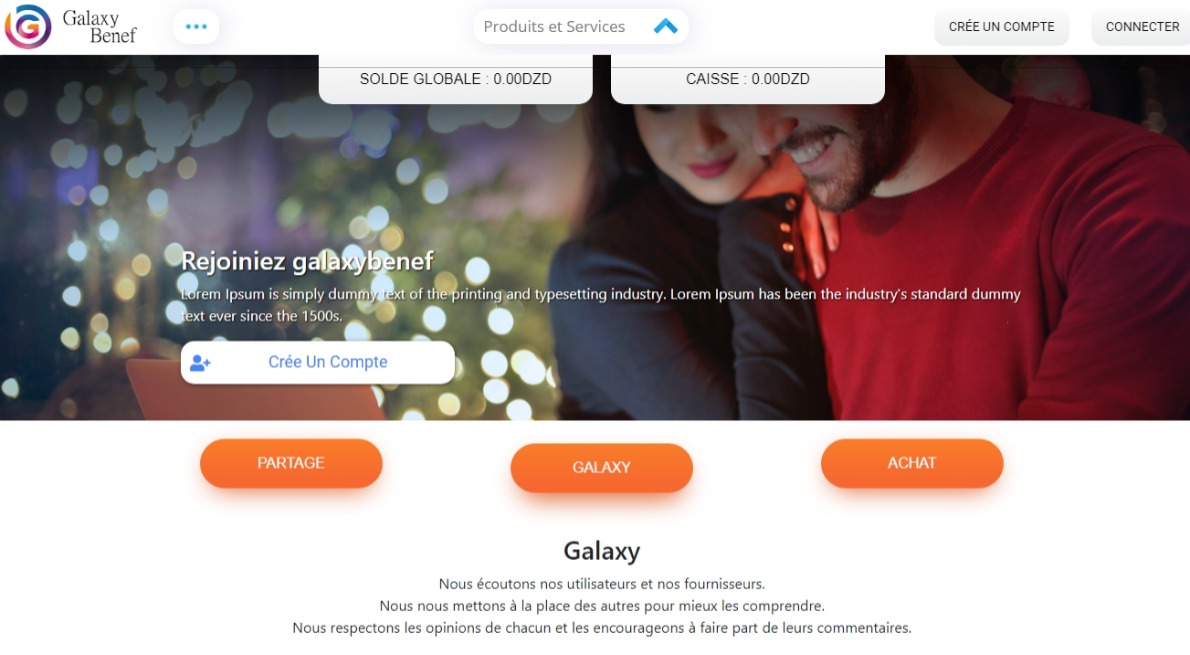 Galaxy
Benef
Produits et Services
CRÉE UN COMPTE
CONNECTER
SOLDE GLOBALE : 0.00DZD
CAISSE : 0.00DZD
Rejoiniez galaxybenef
Lorem Ipsum is simply dummy text of the printing and typesetting industry. Lorem Ipsum has been the industry's standard dummy
text ever since the 1500s.
Crée Un Compte
PARTAGE
GALAXY
ACHAT
Galaxy
Nous écoutons nos utilisateurs et nos fournisseurs.
Nous nous mettons à la place des autres pour mieux les comprendre.
Nous respectons les opinions de chacun et les encourageons à faire part de leurs commentaires.